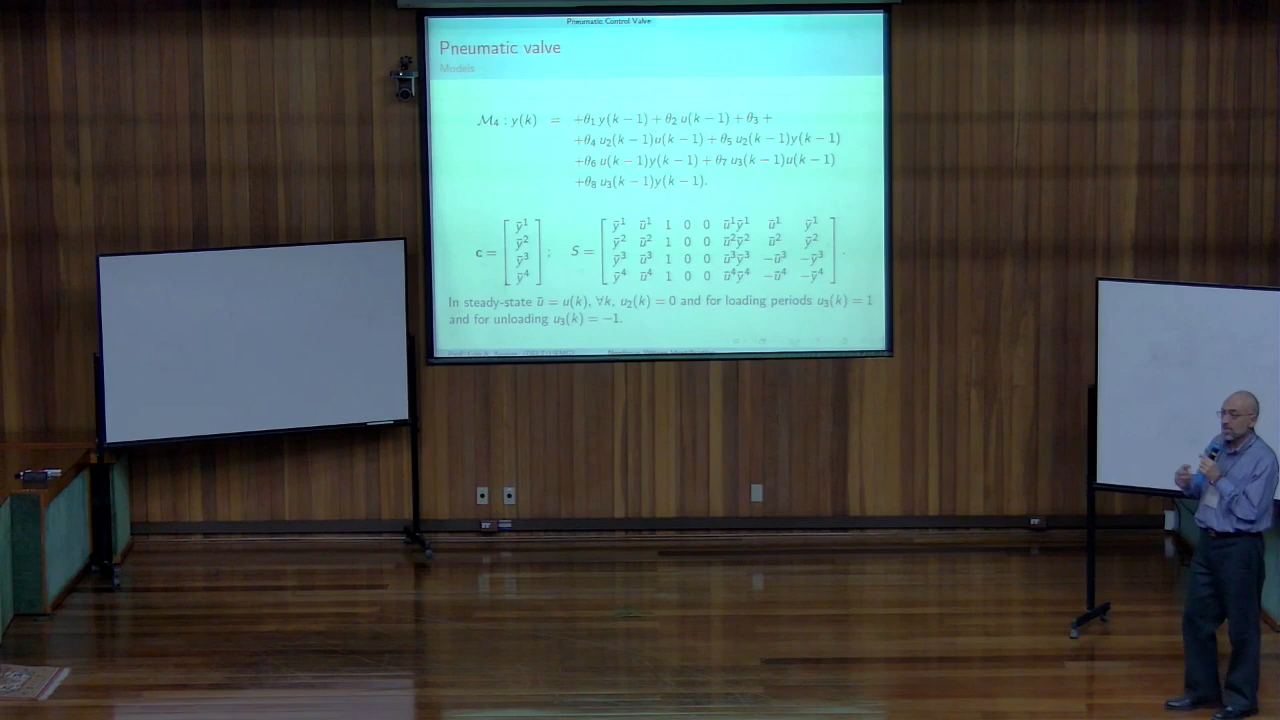 Pneumatic Control Valve
Pneumatic valve
Models
ℳ₄ : y(k) = +θ₁ y(k − 1) + θ₂ u(k − 1) + θ₃ +
+θ₄ u₂(k − 1)u(k − 1) + θ₅ u₂(k − 1)y(k − 1)
+θ₆ u(k − 1)y(k − 1) + θ₇ u₃(k − 1)u(k − 1)
+θ₈ u₃(k − 1)y(k − 1).
ȳ¹ ȳ¹ ū¹ 1 0 0 ū¹ȳ¹ ū¹ ȳ¹
ȳ² ȳ² ū² 1 0 0 ū²ȳ² ū² ȳ²
c = ; S = .
ȳ³ ȳ³ ū³ 1 0 0 ū³ȳ³ −ū³ −ȳ³
ȳ⁴ ȳ⁴ ū⁴ 1 0 0 ū⁴ȳ⁴ −ū⁴ −ȳ⁴
In steady-state ū = u(k), ∀k, u₂(k) = 0 and for loading periods u₃(k) = 1
and for unloading u₃(k) = −1.